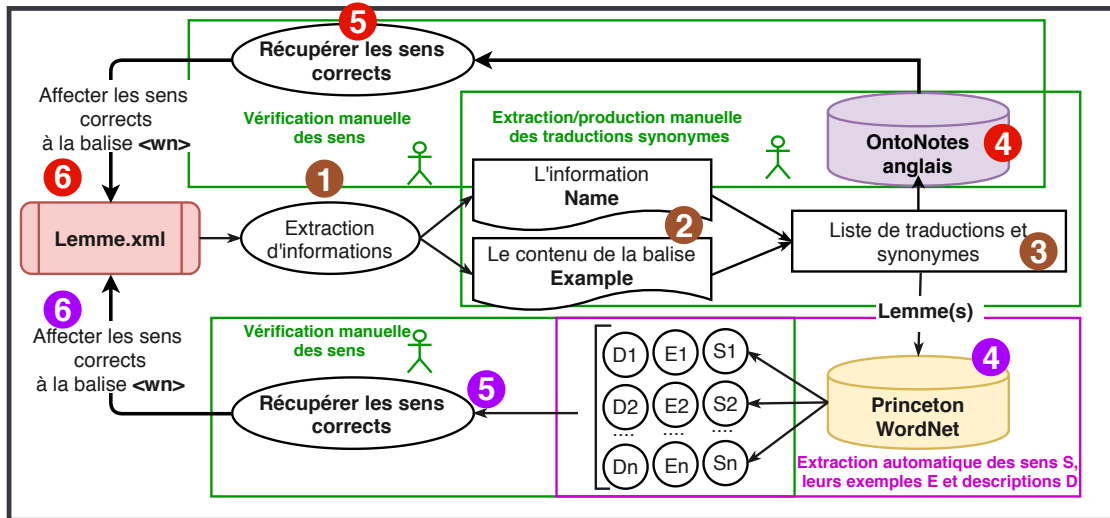 5
Récupérer les sens
corrects
Affecter les sens
corrects
à la balise <wn>
6
Vérification manuelle
des sens
Extraction/production manuelle
des traductions synonymes
OntoNotes
anglais
4
1
L'information
Name
2
Lemme.xml
Extraction
d'informations
Le contenu de la balise
Example
Liste de traductions et
synonymes
3
Lemme(s)
6
Affecter les sens
corrects
à la balise <wn>
Vérification manuelle
des sens
Récupérer les sens
corrects
5
D1 E1 S1
D2 E2 S2
.... .... ....
Dn En Sn
4
Princeton
WordNet
Extraction automatique des sens S,
leurs exemples E et descriptions D